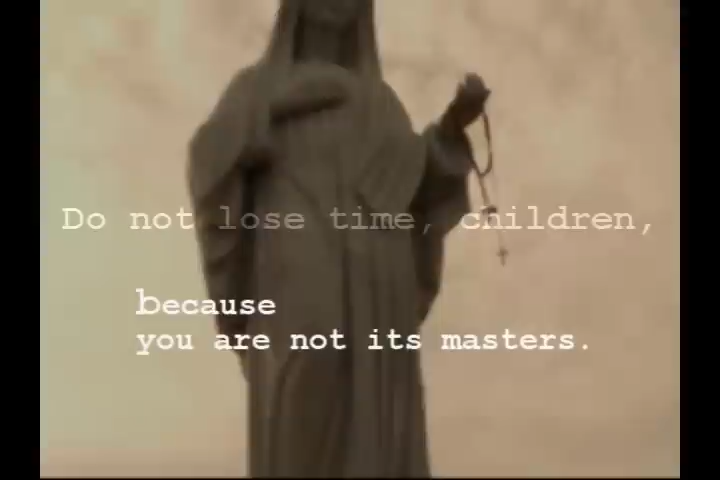 Do not lose time, children,
because
you are not its masters.